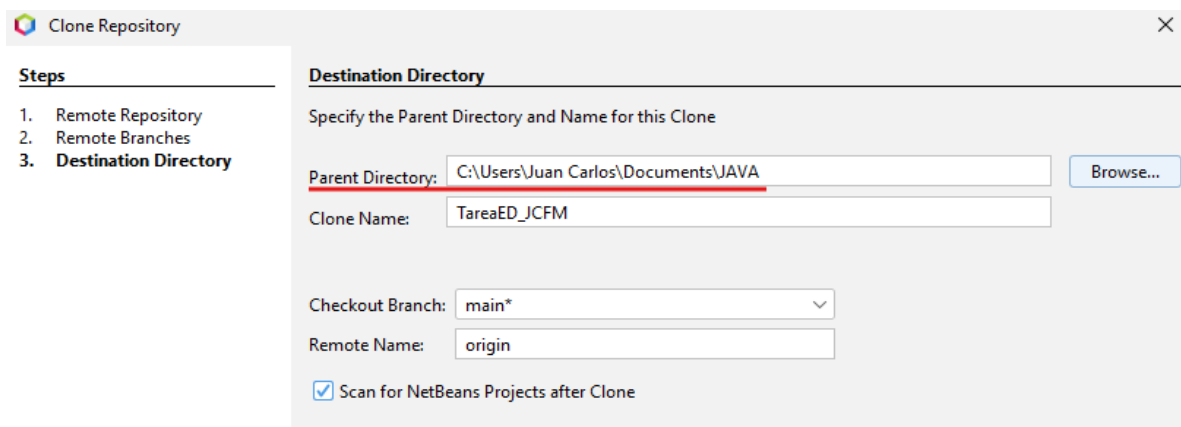 Clone Repository
Steps
1. Remote Repository
2. Remote Branches
3. Destination Directory
Destination Directory
Specify the Parent Directory and Name for this Clone
Parent Directory: C:\Users\Juan Carlos\Documents\JAVA Browse...
Clone Name: TareaED_JCFM
Checkout Branch: main*
Remote Name: origin
Scan for NetBeans Projects after Clone